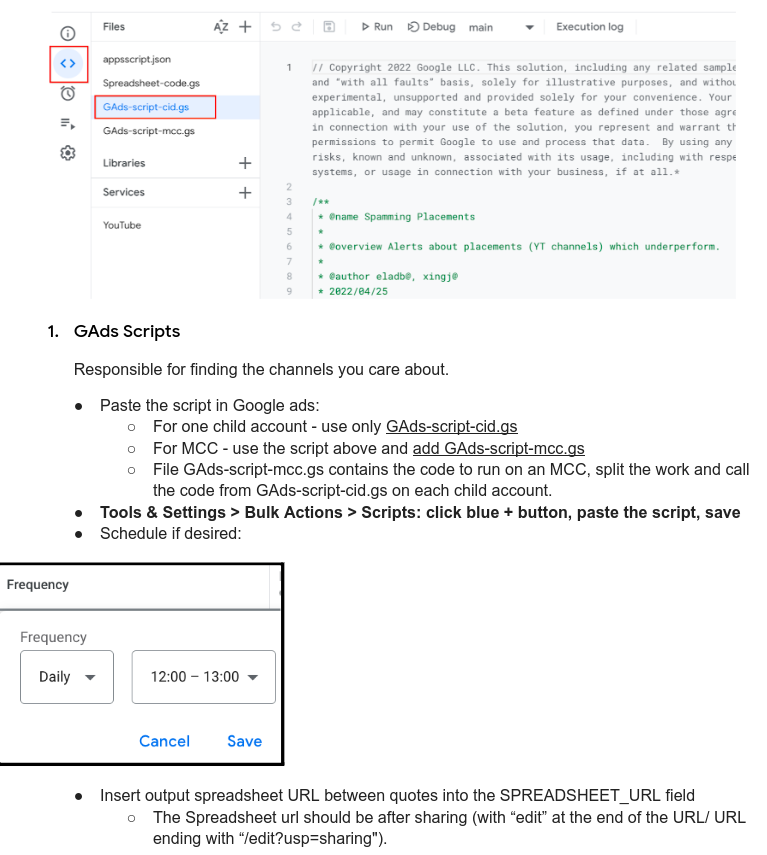 Files
AZ
Run
Debug
main
Execution log
appsscript.json
Spreadsheet-code.gs
GAds-script-cid.gs
GAds-script-mcc.gs
Libraries
Services
YouTube
1 // Copyright 2022 Google LLC. This solution, including any related sample
and “with all faults” basis, solely for illustrative purposes, and withou
experimental, unsupported and provided solely for your convenience. Your
applicable, and may constitute a beta feature as defined under those agre
in connection with your use of the solution, you represent and warrant th
permissions to permit Google to use and process that data. By using any
risks, known and unknown, associated with its usage, including with respe
systems, or usage in connection with your business, if at all.*
2
3 /**
4 * @name Spamming Placements
5 *
6 * @overview Alerts about placements (YT channels) which underperform.
7 *
8 * @author eladb@, xingj@
9 * 2022/04/25
1. GAds Scripts
Responsible for finding the channels you care about.
● Paste the script in Google ads:
○ For one child account - use only GAds-script-cid.gs
○ For MCC - use the script above and add GAds-script-mcc.gs
○ File GAds-script-mcc.gs contains the code to run on an MCC, split the work and call
the code from GAds-script-cid.gs on each child account.
● Tools & Settings > Bulk Actions > Scripts: click blue + button, paste the script, save
● Schedule if desired:
Frequency
Frequency
Daily
12:00 – 13:00
Cancel
Save
● Insert output spreadsheet URL between quotes into the SPREADSHEET_URL field
○ The Spreadsheet url should be after sharing (with “edit” at the end of the URL/ URL
ending with “/edit?usp=sharing").